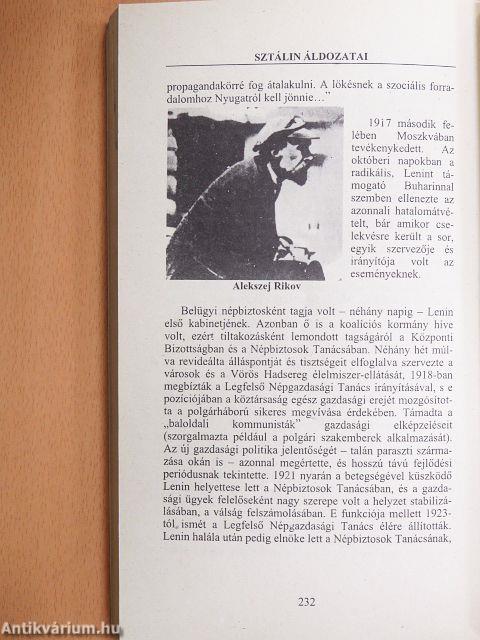 SZTÁLIN ÁLDOZATAI
propagandakörré fog átalakulni. A lökésnek a szociális forra-
dalomhoz Nyugatról kell jönnie…"
1917 második fe-
lében Moszkvában
tevékenykedett. Az
októberi napokban a
radikális, Lenint tá-
mogató Buharinnal
szemben ellenezte az
azonnali hatalomátvé-
telt, bár amikor cse-
lekvésre került a sor,
egyik szervezője és
irányítója volt az
eseményeknek.
Alekszej Rikov
Belügyi népbiztosként tagja volt – néhány napig – Lenin
első kabinetjének. Azonban ő is a koalíciós kormány híve
volt, ezért tiltakozásként lemondott tagságáról a Központi
Bizottságban és a Népbiztosok Tanácsában. Néhány hét múl-
va revideálta álláspontját és tisztségeit elfoglalva szervezte a
városok és a Vörös Hadsereg élelmiszer-ellátását, 1918-ban
megbízták a Legfelső Népgazdasági Tanács irányításával, s e
pozíciójában a köztársaság egész gazdasági erejét mozgósítot-
ta a polgárháború sikeres megvívása érdekében. Támadta a
„baloldali kommunisták" gazdasági elképzeléseit
(szorgalmazta például a polgári szakemberek alkalmazását).
Az új gazdasági politika jelentőségét – talán paraszti szárma-
zása okán is – azonnal megértette, és hosszú távú fejlődési
periódusnak tekintette. 1921 nyarán a betegségével küszködő
Lenin helyettese lett a Népbiztosok Tanácsában, és a gazda-
sági ügyek felelőseként nagy szerepe volt a helyzet stabilizá-
lásában, a válság felszámolásában. E funkciója mellett 1923-
tól ismét a Legfelső Népgazdasági Tanács élére állították.
Lenin halála után pedig elnöke lett a Népbiztosok Tanácsának,
232
Antikvárium.hu